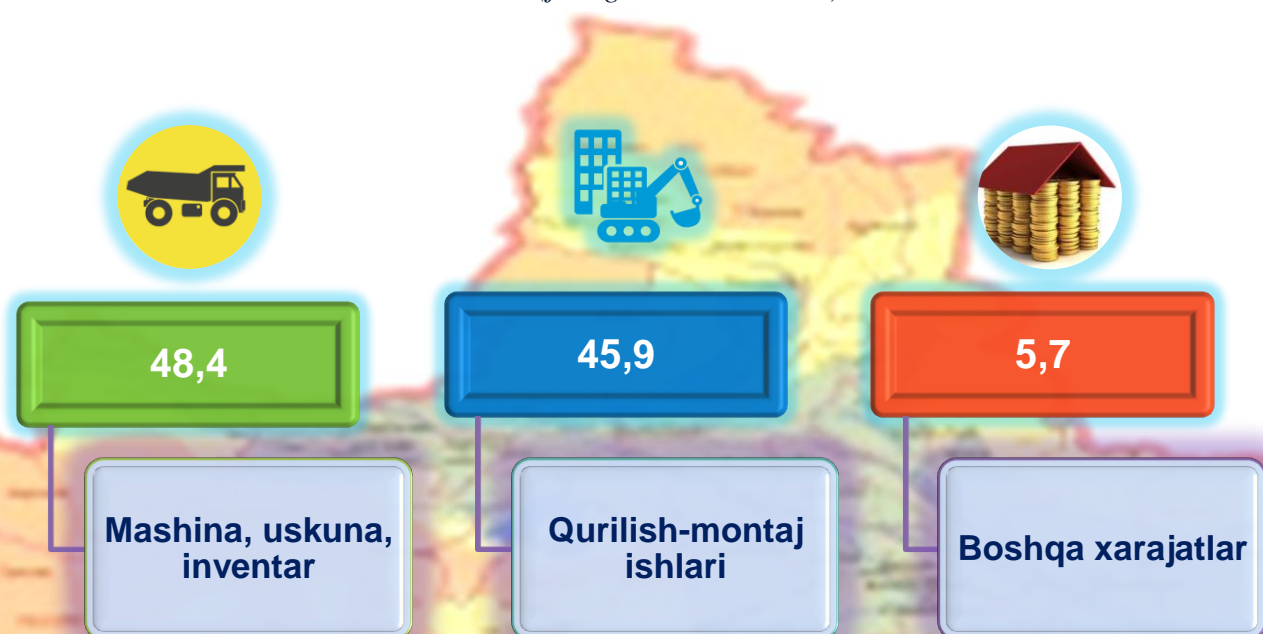 48,4
45,9
5,7
Mashina, uskuna,
inventar
Qurilish-montaj
ishlari
Boshqa xarajatlar